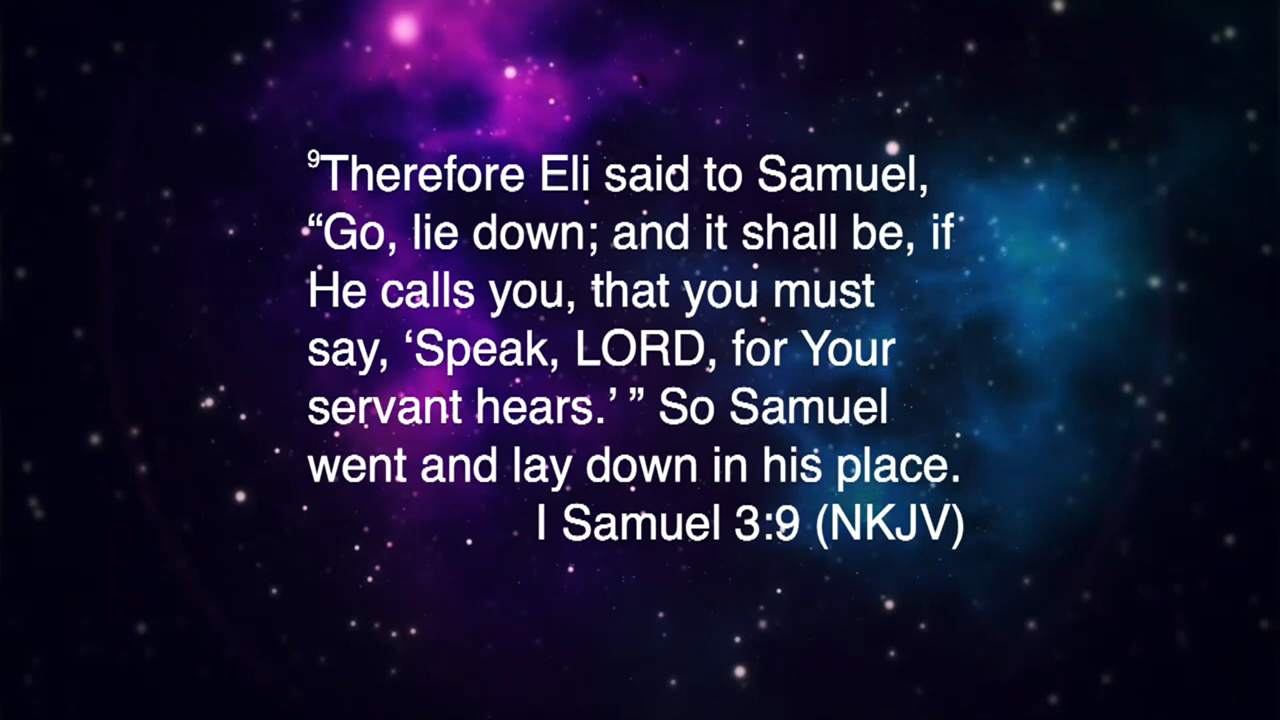 ⁹Therefore Eli said to Samuel,
“Go, lie down; and it shall be, if
He calls you, that you must
say, ‘Speak, LORD, for Your
servant hears.’ ” So Samuel
went and lay down in his place.
I Samuel 3:9 (NKJV)